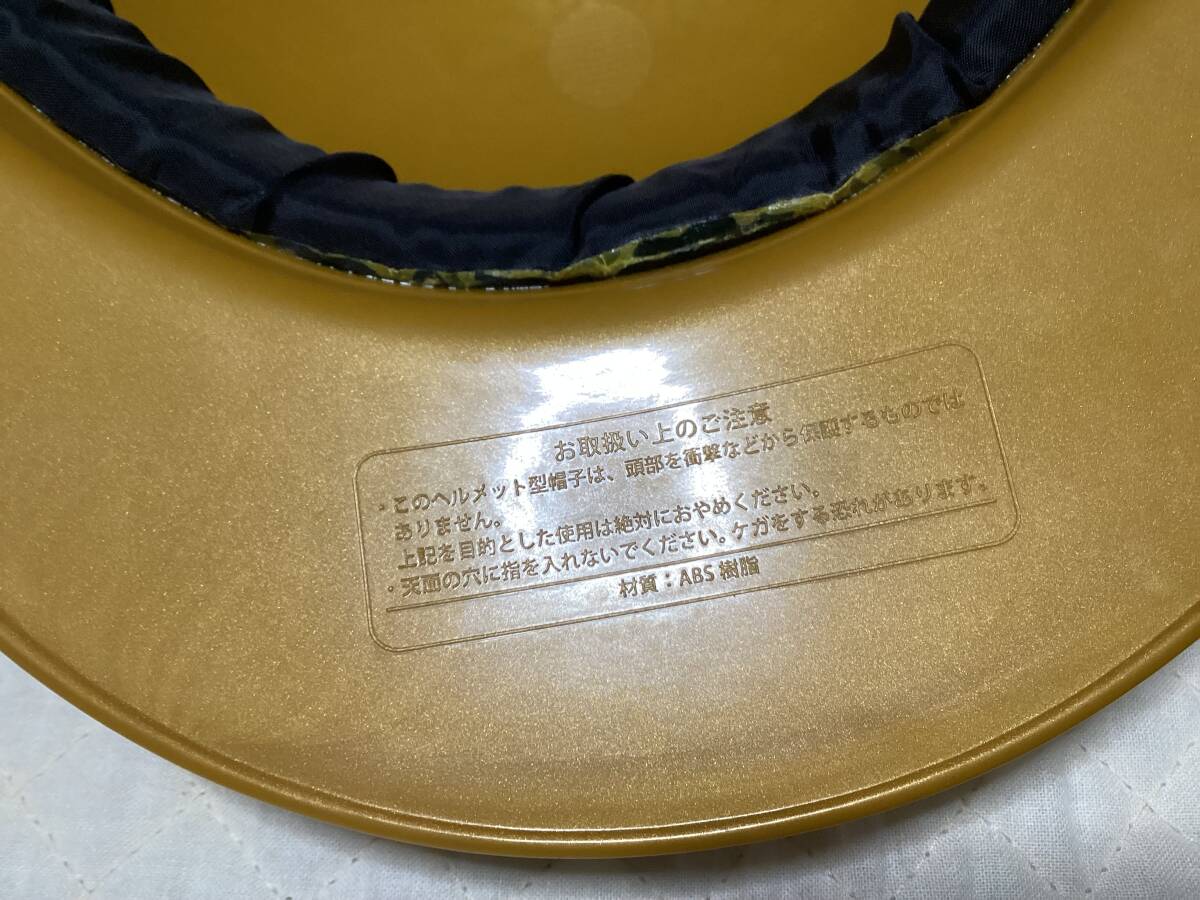 お取扱い上のご注意
・このヘルメット型帽子は、頭部を衝撃などから保護するものでは
ありません。
上記を目的とした使用は絶対におやめください。
・天面の穴に指を入れないでください。ケガをする恐れがあります。
材質：ABS樹脂